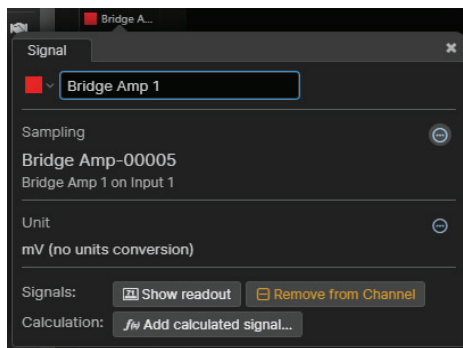 Bridge A...
Signal
Bridge Amp 1
Sampling
Bridge Amp-00005
Bridge Amp 1 on Input 1
Unit
mV (no units conversion)
Signals: Show readout Remove from Channel
Calculation: f(x) Add calculated signal...